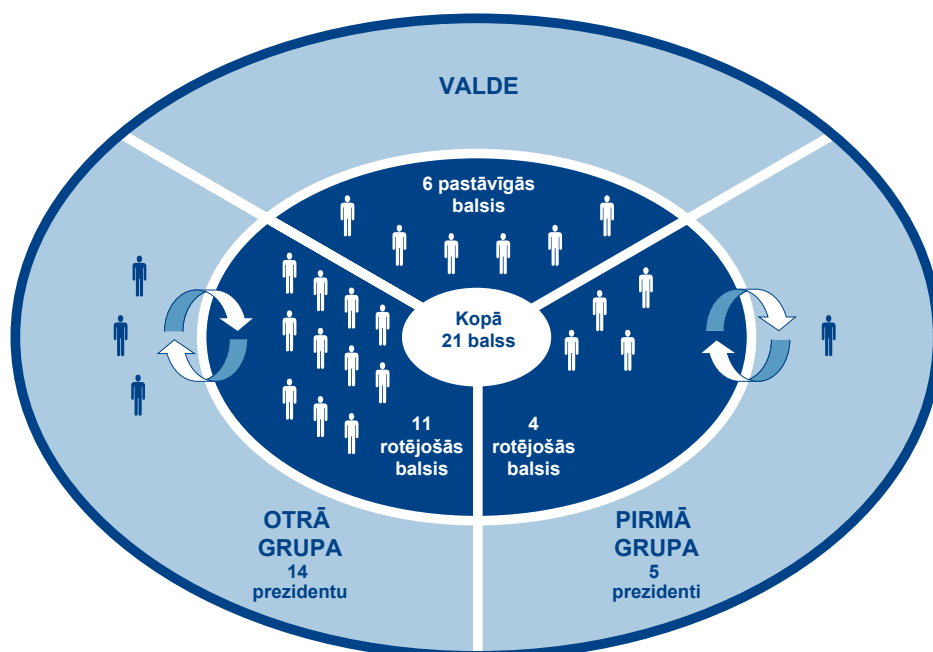 VALDE
6 pastāvīgās
balsis
Kopā
21 balss
11
rotējošās
balsis
4
rotējošās
balsis
OTRĀ
GRUPA
14
prezidentu
PIRMĀ
GRUPA
5
prezidenti